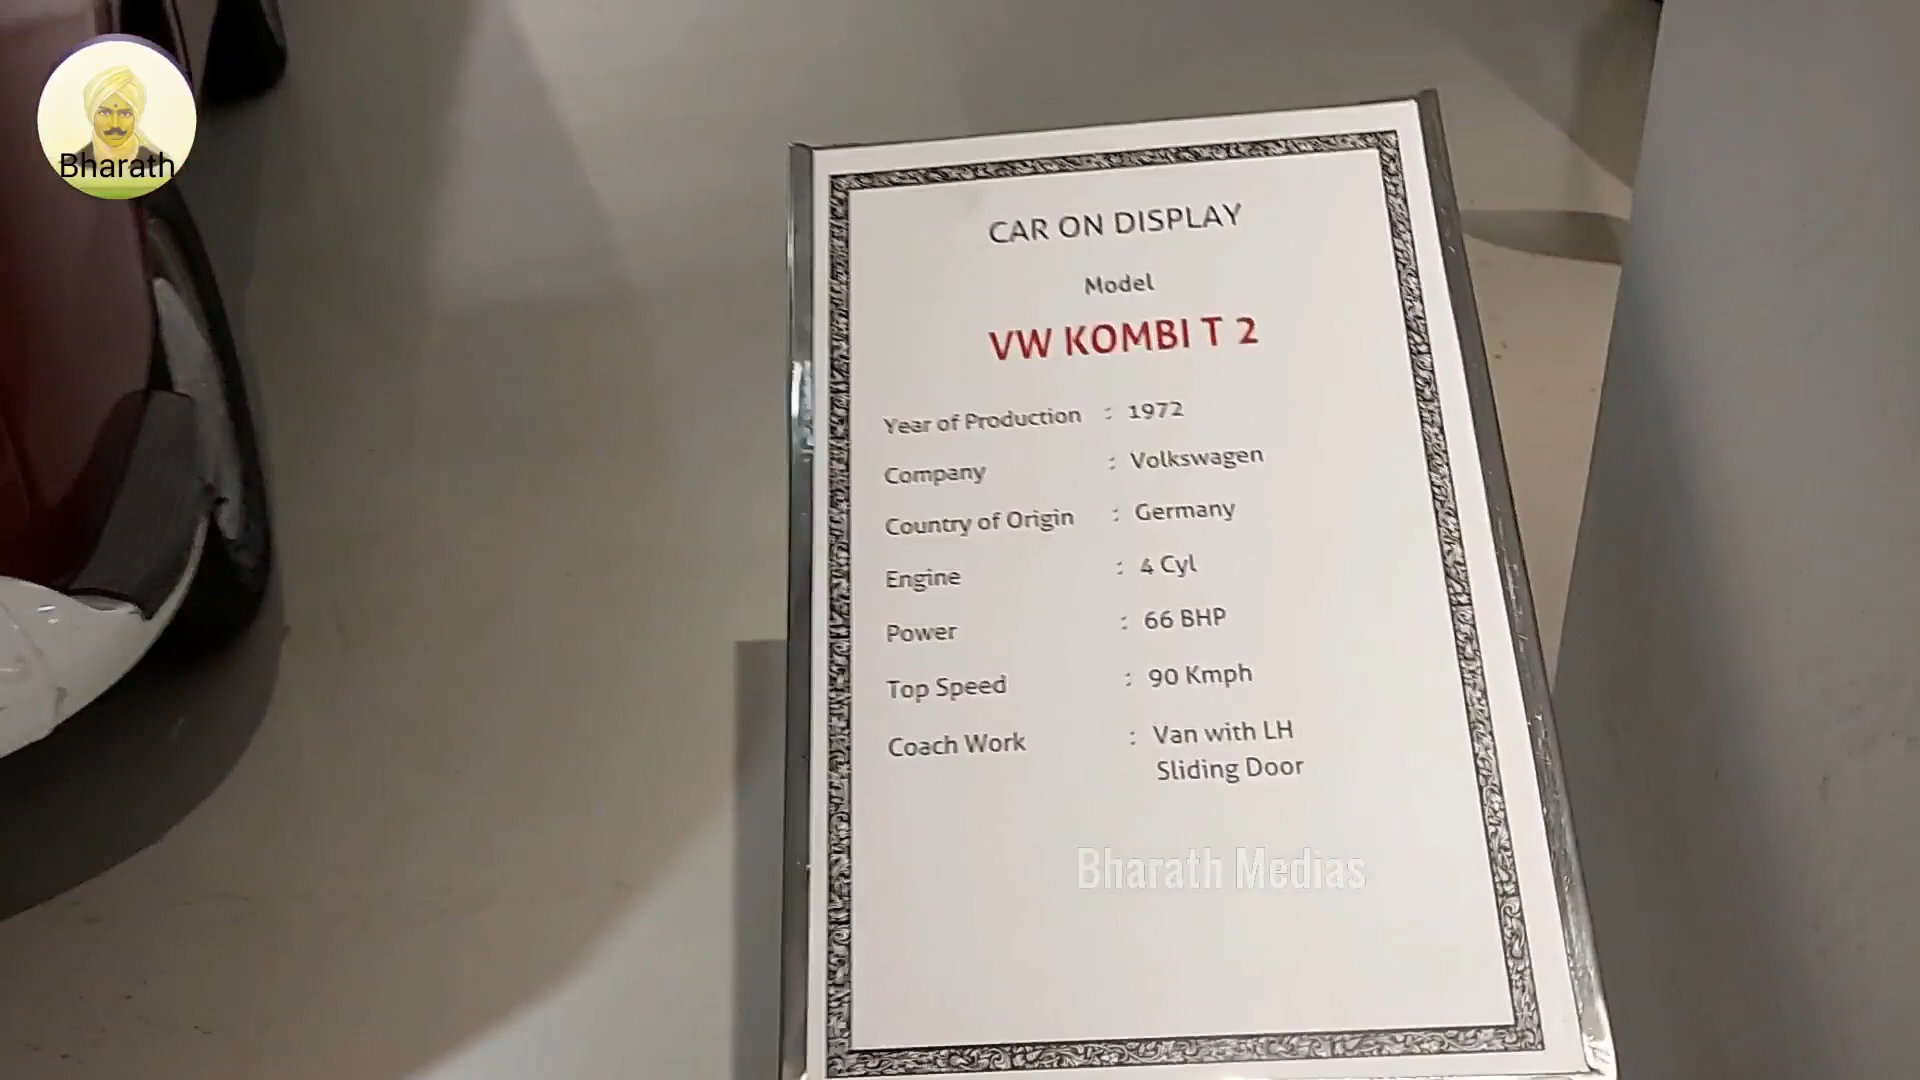 Bharath
CAR ON DISPLAY
Model
VW KOMBI T 2
Year of Production : 1972
Company : Volkswagen
Country of Origin : Germany
Engine : 4 Cyl
Power : 66 BHP
Top Speed : 90 Kmph
Coach Work : Van with LH
Sliding Door
Bharath Medias